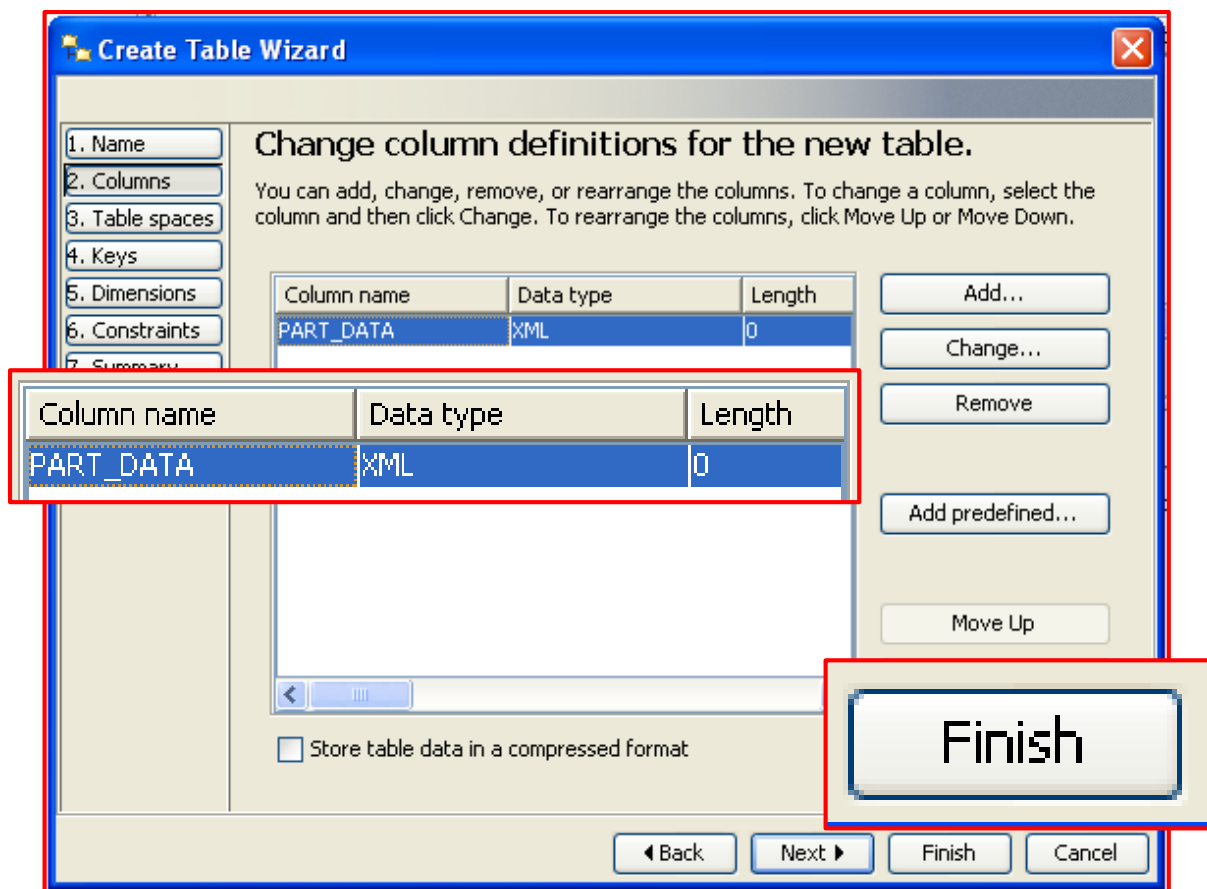 Create Table Wizard
1. Name
2. Columns
3. Table spaces
4. Keys
5. Dimensions
6. Constraints
7. Summary
Change column definitions for the new table.
You can add, change, remove, or rearrange the columns. To change a column, select the
column and then click Change. To rearrange the columns, click Move Up or Move Down.
Column name Data type Length
PART_DATA XML 0
Column name Data type Length
PART_DATA XML 0
Add...
Change...
Remove
Add predefined...
Move Up
Finish
Store table data in a compressed format
Back Next Finish Cancel